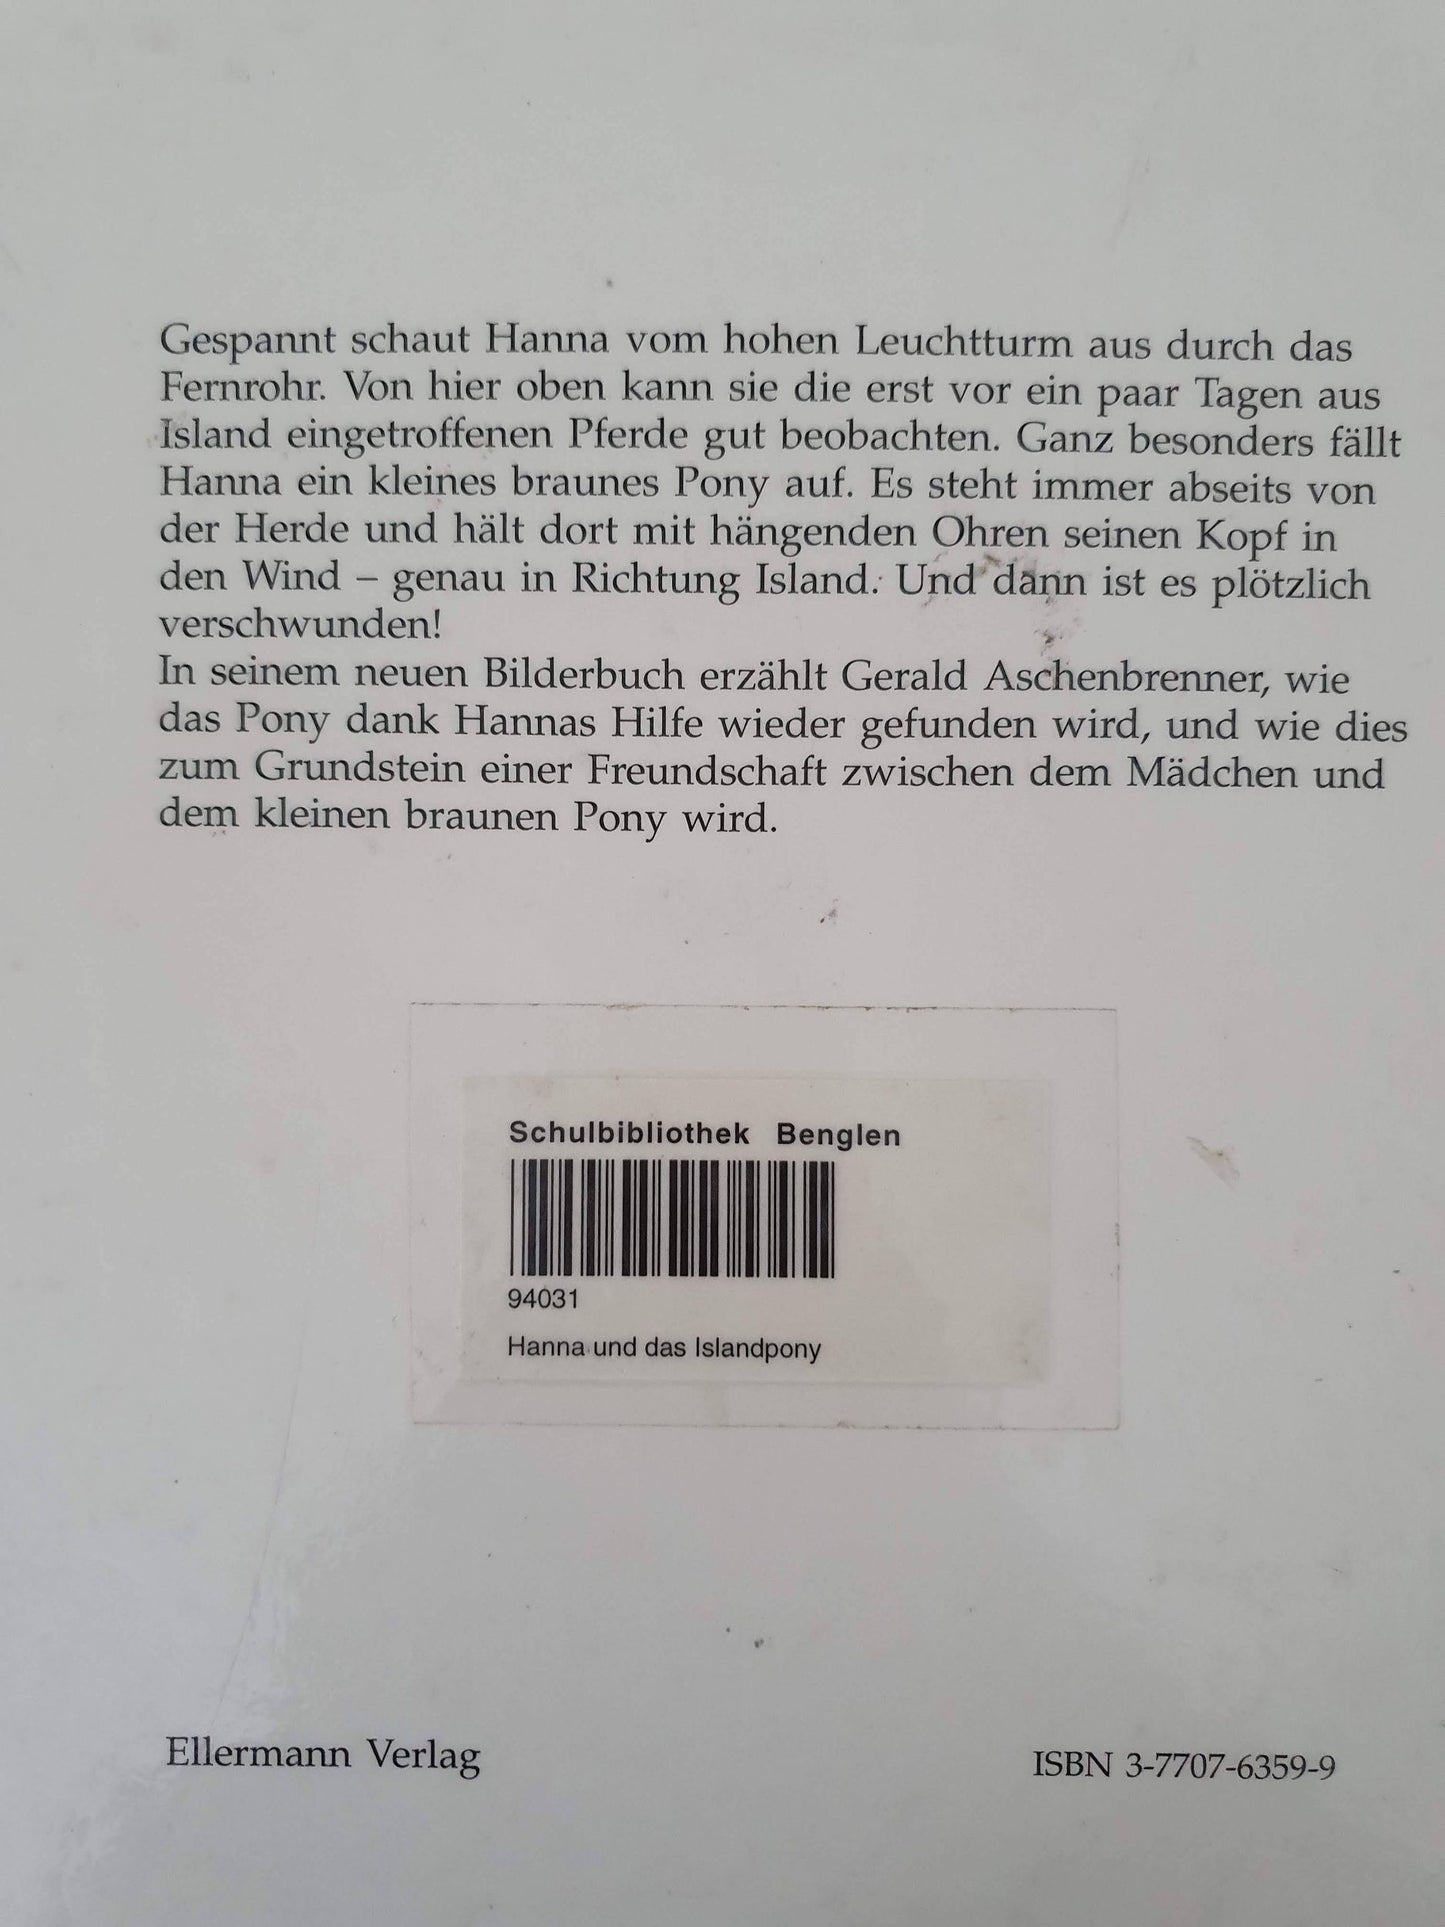 Gespannt schaut Hanna vom hohen Leuchtturm aus durch das
Fernrohr. Von hier oben kann sie die erst vor ein paar Tagen aus
Island eingetroffenen Pferde gut beobachten. Ganz besonders fällt
Hanna ein kleines braunes Pony auf. Es steht immer abseits von
der Herde und hält dort mit hängenden Ohren seinen Kopf in
den Wind – genau in Richtung Island. Und dann ist es plötzlich
verschwunden!
In seinem neuen Bilderbuch erzählt Gerald Aschenbrenner, wie
das Pony dank Hannas Hilfe wieder gefunden wird, und wie dies
zum Grundstein einer Freundschaft zwischen dem Mädchen und
dem kleinen braunen Pony wird.
Schulbibliothek Benglen
94031
Hanna und das Islandpony
Ellermann Verlag
ISBN 3-7707-6359-9